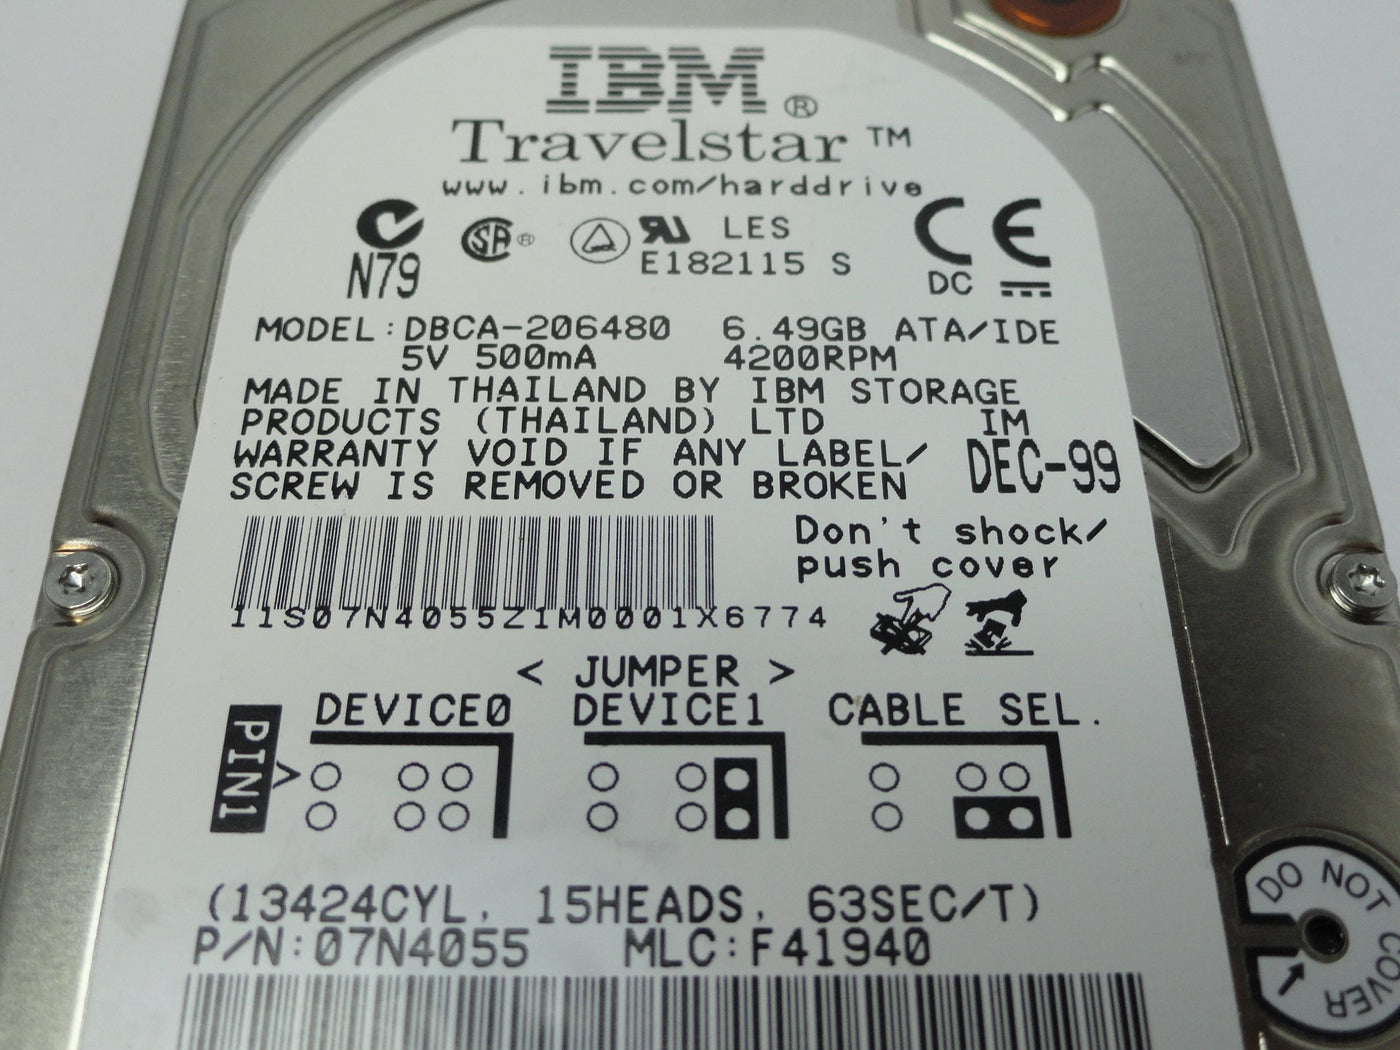 IBM ®
Travelstar ™
www.ibm.com/harddrive
N79
SA ®
LES
E182115 S
CE
DC
MODEL:DBCA-206480 6.49GB ATA/IDE
5V 500mA 4200RPM
MADE IN THAILAND BY IBM STORAGE
PRODUCTS (THAILAND) LTD IM
WARRANTY VOID IF ANY LABEL/
SCREW IS REMOVED OR BROKEN
DEC-99
Don't shock/
push cover
11S07N4055Z1M0001X6774
< JUMPER >
DEVICE0 DEVICE1 CABLE SEL.
PIN1
(13424CYL, 15HEADS, 63SEC/T)
P/N:07N4055 MLC:F41940
DO NOT
COVER